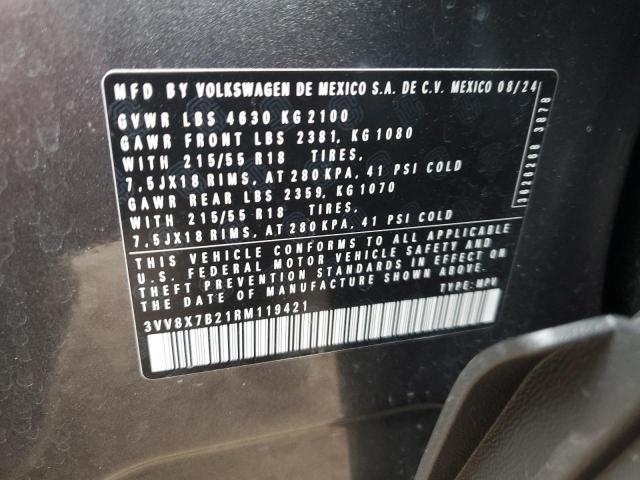 MFD BY VOLKSWAGEN DE MEXICO S.A. DE C.V. MEXICO 08/24
GVWR LBS 4630 KG 2100
GAWR FRONT LBS 2381, KG 1080
WITH 215/55 R18 TIRES,
7,5JX18 RIMS, AT 280 KPA, 41 PSI COLD
GAWR REAR LBS 2359, KG 1070
WITH 215/55 R18 TIRES,
7,5JX18 RIMS, AT 280 KPA, 41 PSI COLD
THIS VEHICLE CONFORMS TO ALL APPLICABLE
U.S. FEDERAL MOTOR VEHICLE SAFETY AND
THEFT PREVENTION STANDARDS IN EFFECT ON
THE DATE OF MANUFACTURE SHOWN ABOVE.
3VV8X7B21RM119421 TYPE: MPV
3878